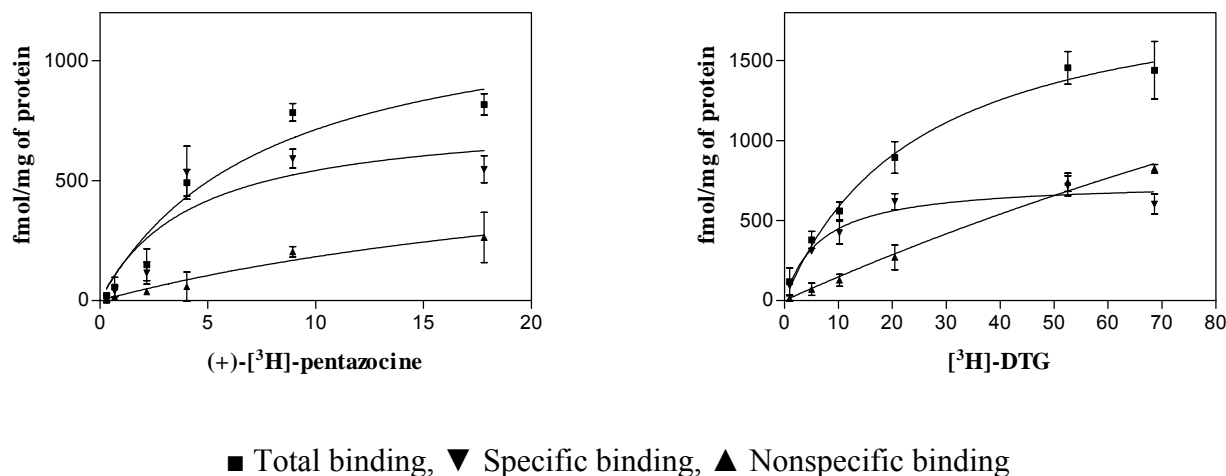 fmol/mg of protein
1000
500
0
0 5 10 15 20
(+)-[³H]-pentazocine
fmol/mg of protein
1500
1000
500
0
0 10 20 30 40 50 60 70 80
[³H]-DTG
■ Total binding, ▼ Specific binding, ▲ Nonspecific binding